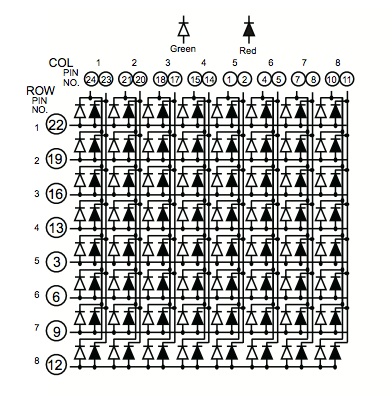 Green Red
COL 1 2 3 4 5 6 7 8
PIN NO. 24 23 21 20 18 17 15 14 1 2 4 5 7 8 10 11
ROW
PIN NO.
1 22
2 19
3 16
4 13
5 3
6 6
7 9
8 12